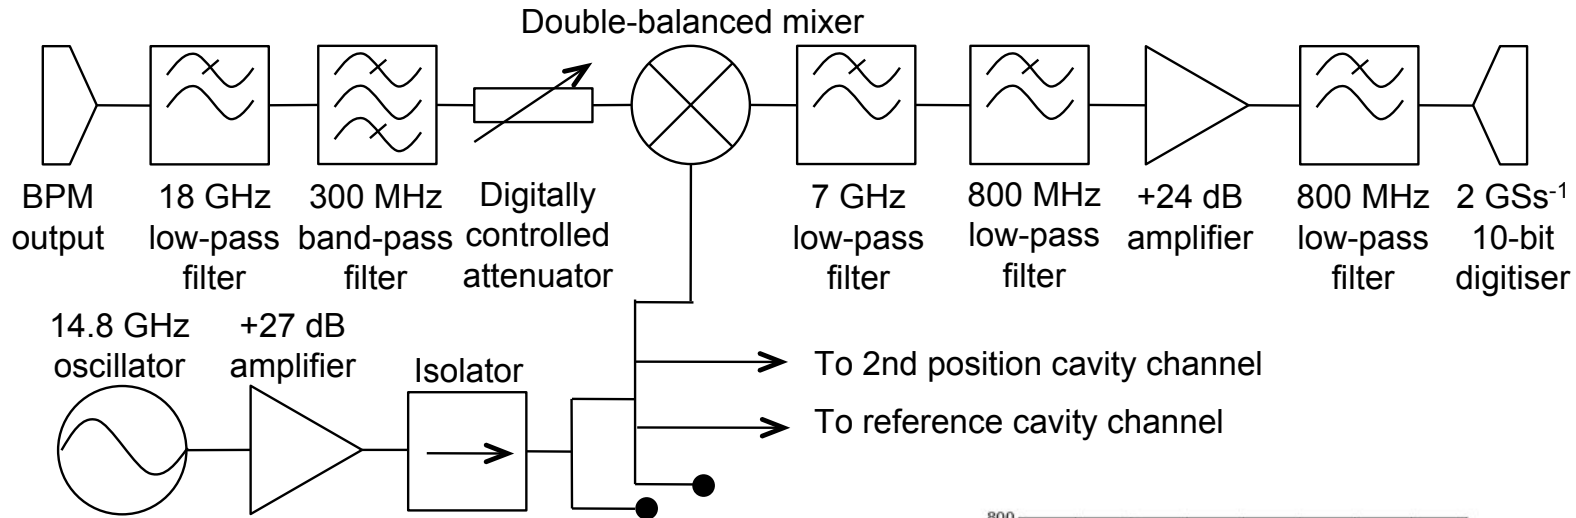 Double-balanced mixer
BPM
output
18 GHz
low-pass
filter
300 MHz
band-pass
filter
Digitally
controlled
attenuator
7 GHz
low-pass
filter
800 MHz
low-pass
filter
+24 dB
amplifier
800 MHz
low-pass
filter
2 GSs⁻¹
10-bit
digitiser
14.8 GHz
oscillator
+27 dB
amplifier
Isolator
To 2nd position cavity channel
To reference cavity channel
800